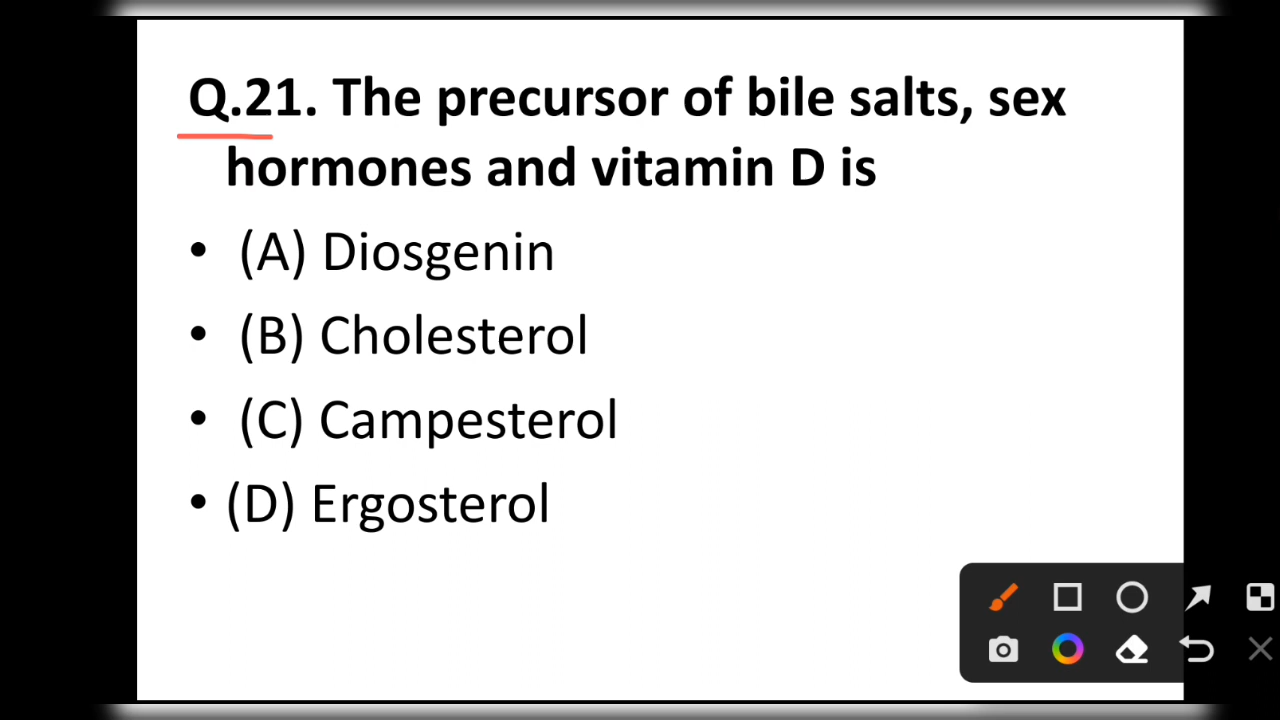 Q.21. The precursor of bile salts, sex
hormones and vitamin D is
• (A) Diosgenin
• (B) Cholesterol
• (C) Campesterol
• (D) Ergosterol